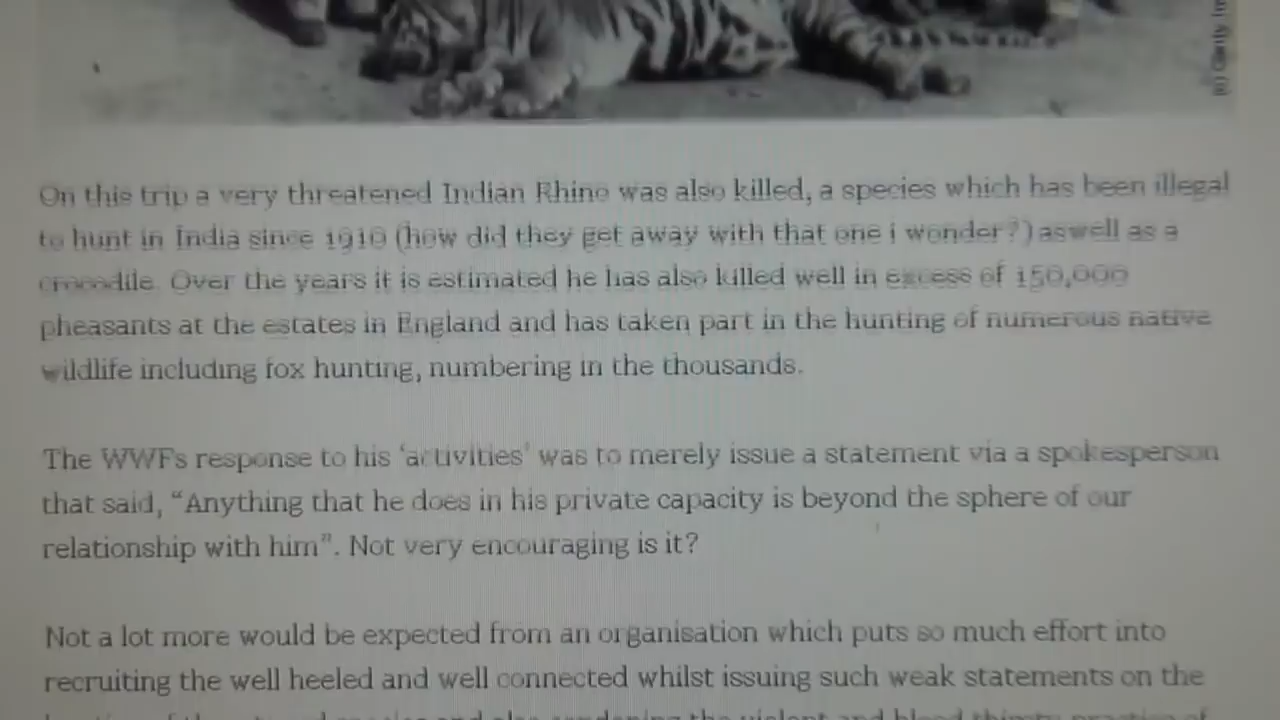 On this trip a very threatened Indian Rhino was also killed, a species which has been illegal
to hunt in India since 1910 (how did they get away with that one i wonder?) aswell as a
crocodile. Over the years it is estimated he has also killed well in excess of 150,000
pheasants at the estates in England and has taken part in the hunting of numerous native
wildlife including fox hunting, numbering in the thousands.
The WWFs response to his ‘activities’ was to merely issue a statement via a spokesperson
that said, “Anything that he does in his private capacity is beyond the sphere of our
relationship with him”. Not very encouraging is it?
Not a lot more would be expected from an organisation which puts so much effort into
recruiting the well heeled and well connected whilst issuing such weak statements on the